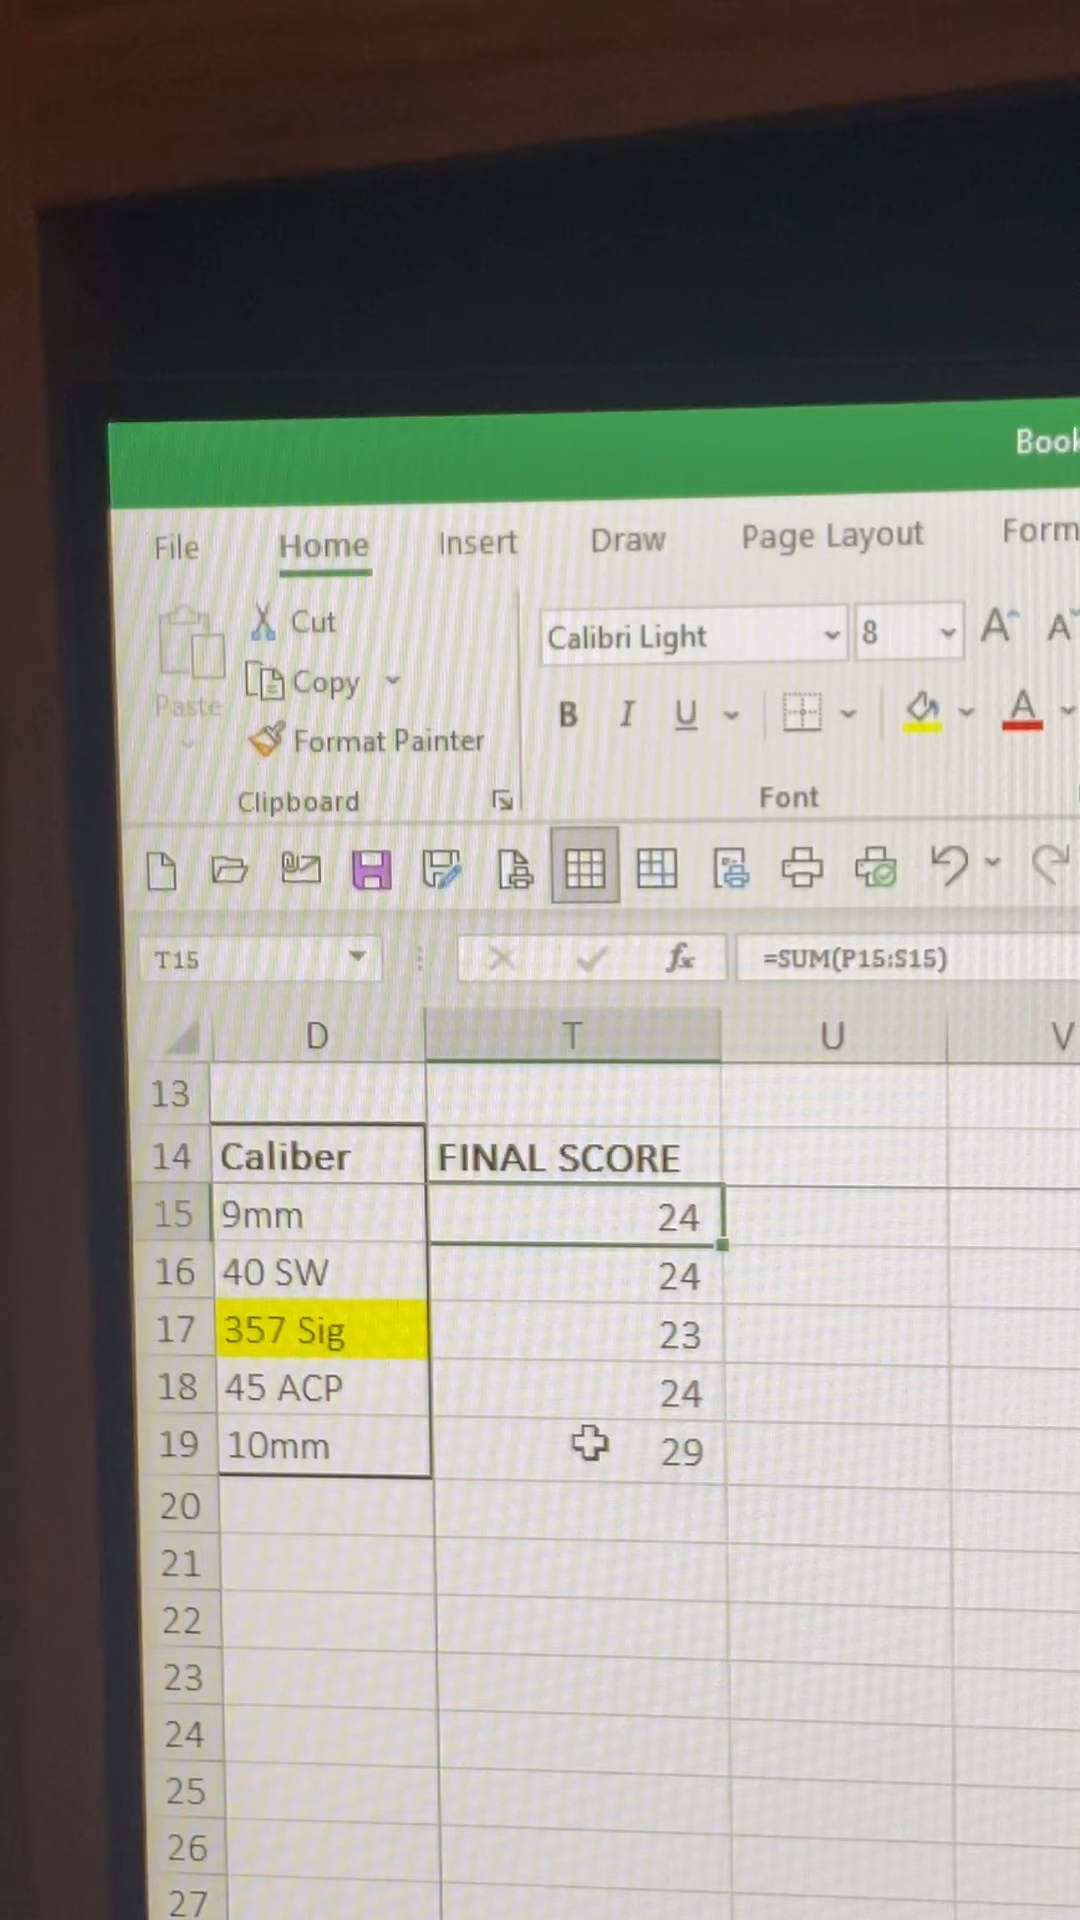 Book
File Home Insert Draw Page Layout Form
Paste
Cut
Copy
Format Painter
Clipboard
Calibri Light 8 A A
B I U A
Font
T15 fx =SUM(P15:S15)
D T U V
13
14 Caliber FINAL SCORE
15 9mm 24
16 40 SW 24
17 357 Sig 23
18 45 ACP 24
19 10mm 29
20
21
22
23
24
25
26
27